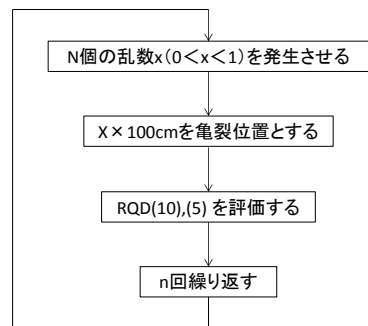 N個の乱数x（0＜x＜1）を発生させる
X×100cmを亀裂位置とする
RQD(10),(5) を評価する
n回繰り返す